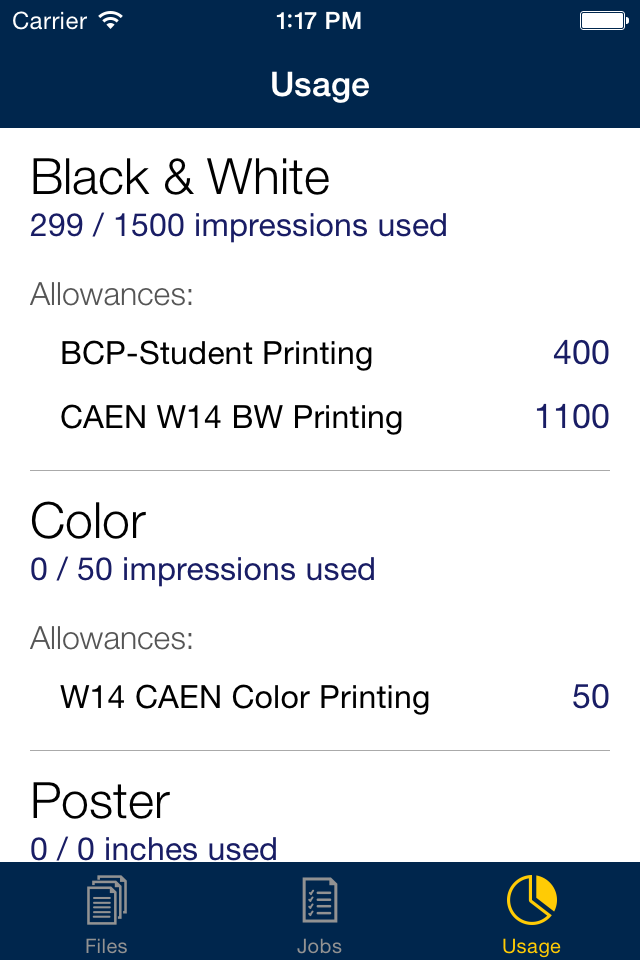 Carrier 1:17 PM
Usage
Black & White
299 / 1500 impressions used
Allowances:
BCP-Student Printing 400
CAEN W14 BW Printing 1100
Color
0 / 50 impressions used
Allowances:
W14 CAEN Color Printing 50
Poster
0 / 0 inches used
Files Jobs Usage